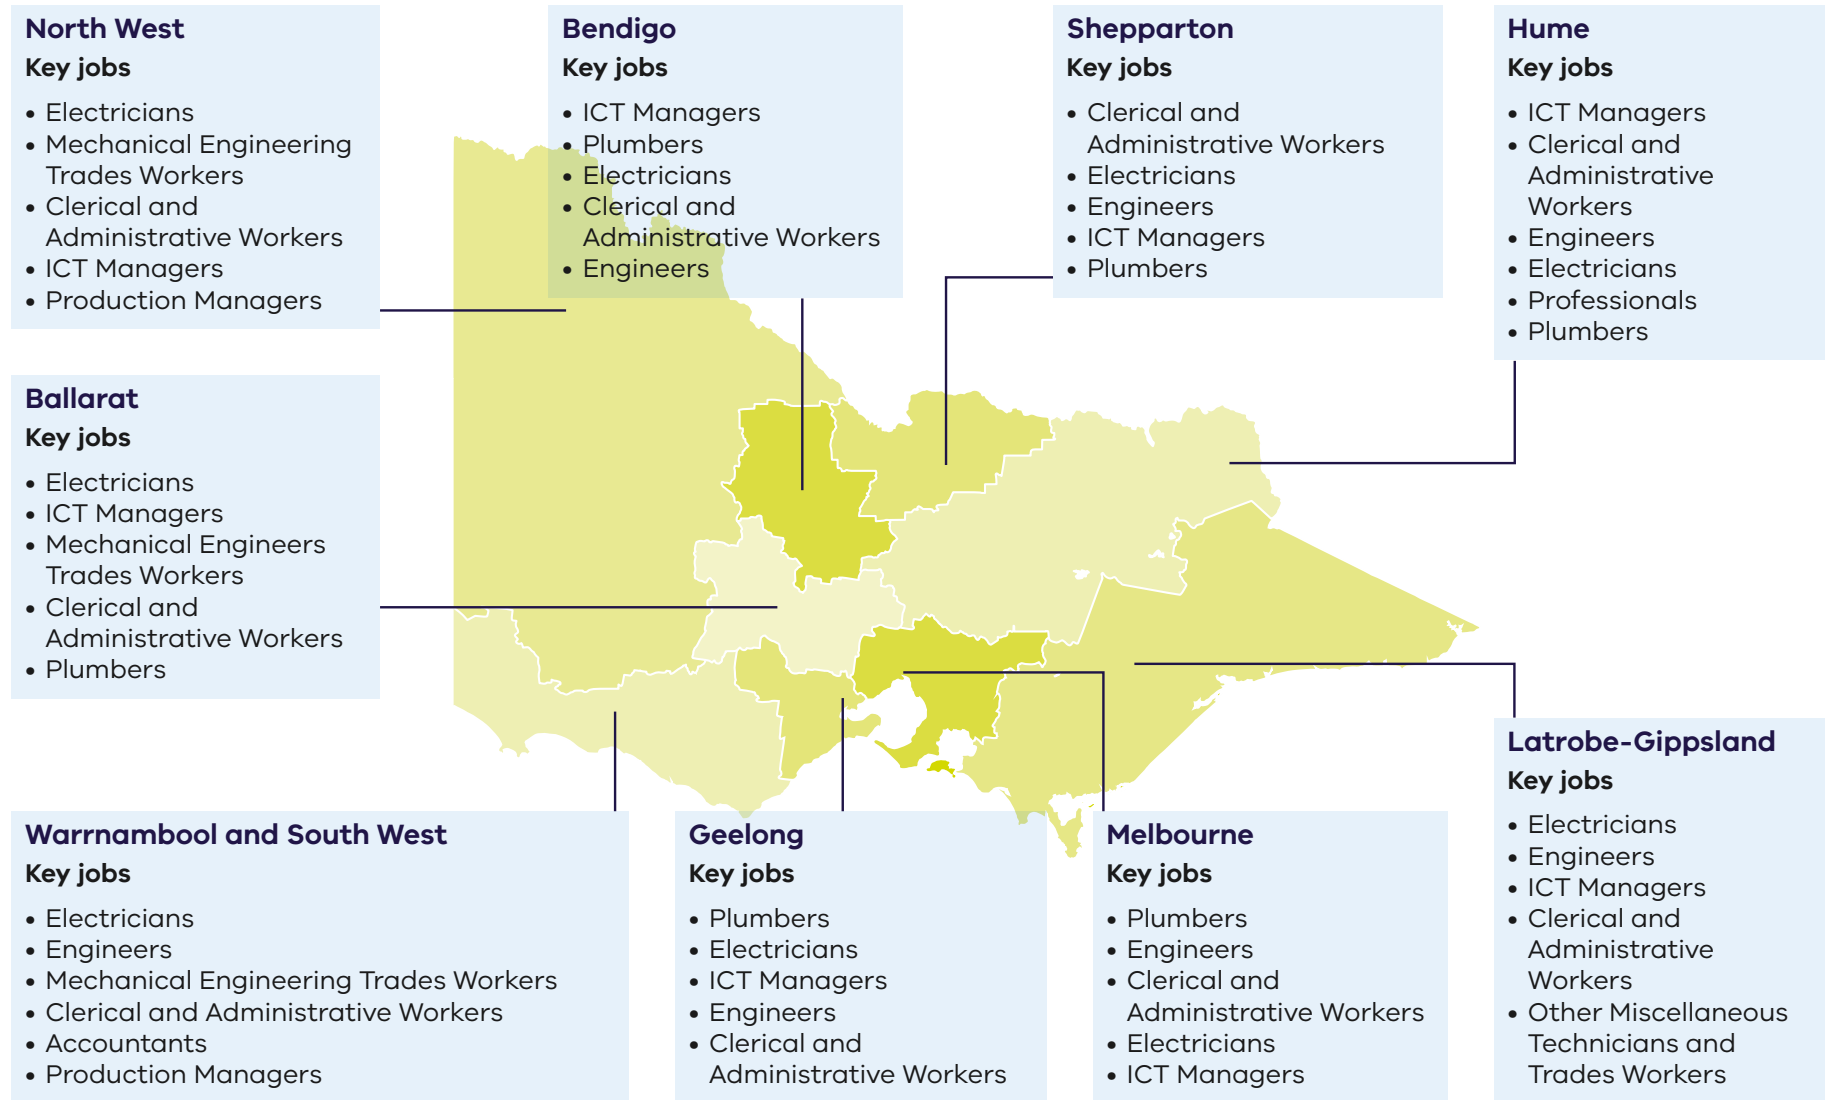 North West
Key jobs
• Electricians
• Mechanical Engineering
Trades Workers
• Clerical and
Administrative Workers
• ICT Managers
• Production Managers
Bendigo
Key jobs
• ICT Managers
• Plumbers
• Electricians
• Clerical and
Administrative Workers
• Engineers
Shepparton
Key jobs
• Clerical and
Administrative Workers
• Electricians
• Engineers
• ICT Managers
• Plumbers
Hume
Key jobs
• ICT Managers
• Clerical and
Administrative
Workers
• Engineers
• Electricians
• Professionals
• Plumbers
Ballarat
Key jobs
• Electricians
• ICT Managers
• Mechanical Engineers
Trades Workers
• Clerical and
Administrative Workers
• Plumbers
Warrnambool and South West
Key jobs
• Electricians
• Engineers
• Mechanical Engineering Trades Workers
• Clerical and Administrative Workers
• Accountants
• Production Managers
Geelong
Key jobs
• Plumbers
• Electricians
• ICT Managers
• Engineers
• Clerical and
Administrative Workers
Melbourne
Key jobs
• Plumbers
• Engineers
• Clerical and
Administrative Workers
• Electricians
• ICT Managers
Latrobe-Gippsland
Key jobs
• Electricians
• Engineers
• ICT Managers
• Clerical and
Administrative
Workers
• Other Miscellaneous
Technicians and
Trades Workers